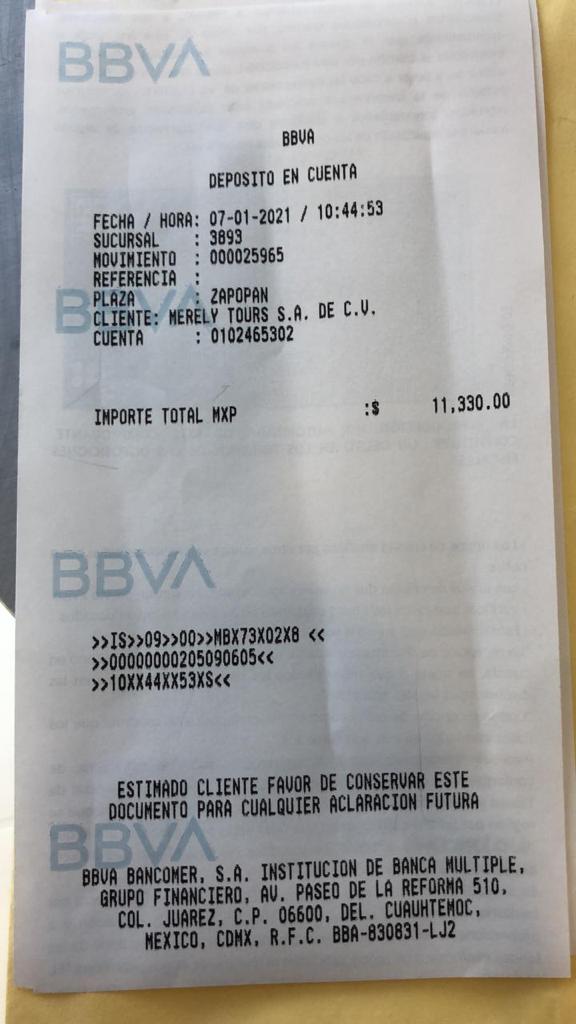 BBVA
BBVA
DEPOSITO EN CUENTA
FECHA / HORA: 07-01-2021 / 10:44:53
SUCURSAL : 3893
MOVIMIENTO : 000025965
REFERENCIA :
PLAZA : ZAPOPAN
BBVA
CLIENTE: MERELY TOURS S.A. DE C.V.
CUENTA : 0102465302
IMPORTE TOTAL MXP :$ 11,330.00
BBVA
>>IS>>09>>00>>MBX73X02X8 <<
>>00000000205090605<<
>>10XX44XX53XS<<
ESTIMADO CLIENTE FAVOR DE CONSERVAR ESTE
DOCUMENTO PARA CUALQUIER ACLARACION FUTURA
BBVA
BBVA BANCOMER, S.A. INSTITUCION DE BANCA MULTIPLE,
GRUPO FINANCIERO, AV. PASEO DE LA REFORMA 510,
COL. JUAREZ, C.P. 06600, DEL. CUAUHTEMOC,
MEXICO, CDMX, R.F.C. BBA-830831-LJ2